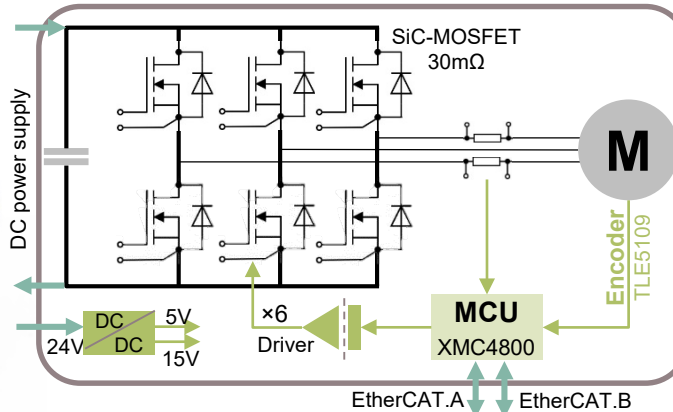 SiC-MOSFET
30mΩ
DC power supply
M
Encoder
TLE5109
DC
DC
24V
5V
15V
×6
Driver
MCU
XMC4800
EtherCAT.A
EtherCAT.B